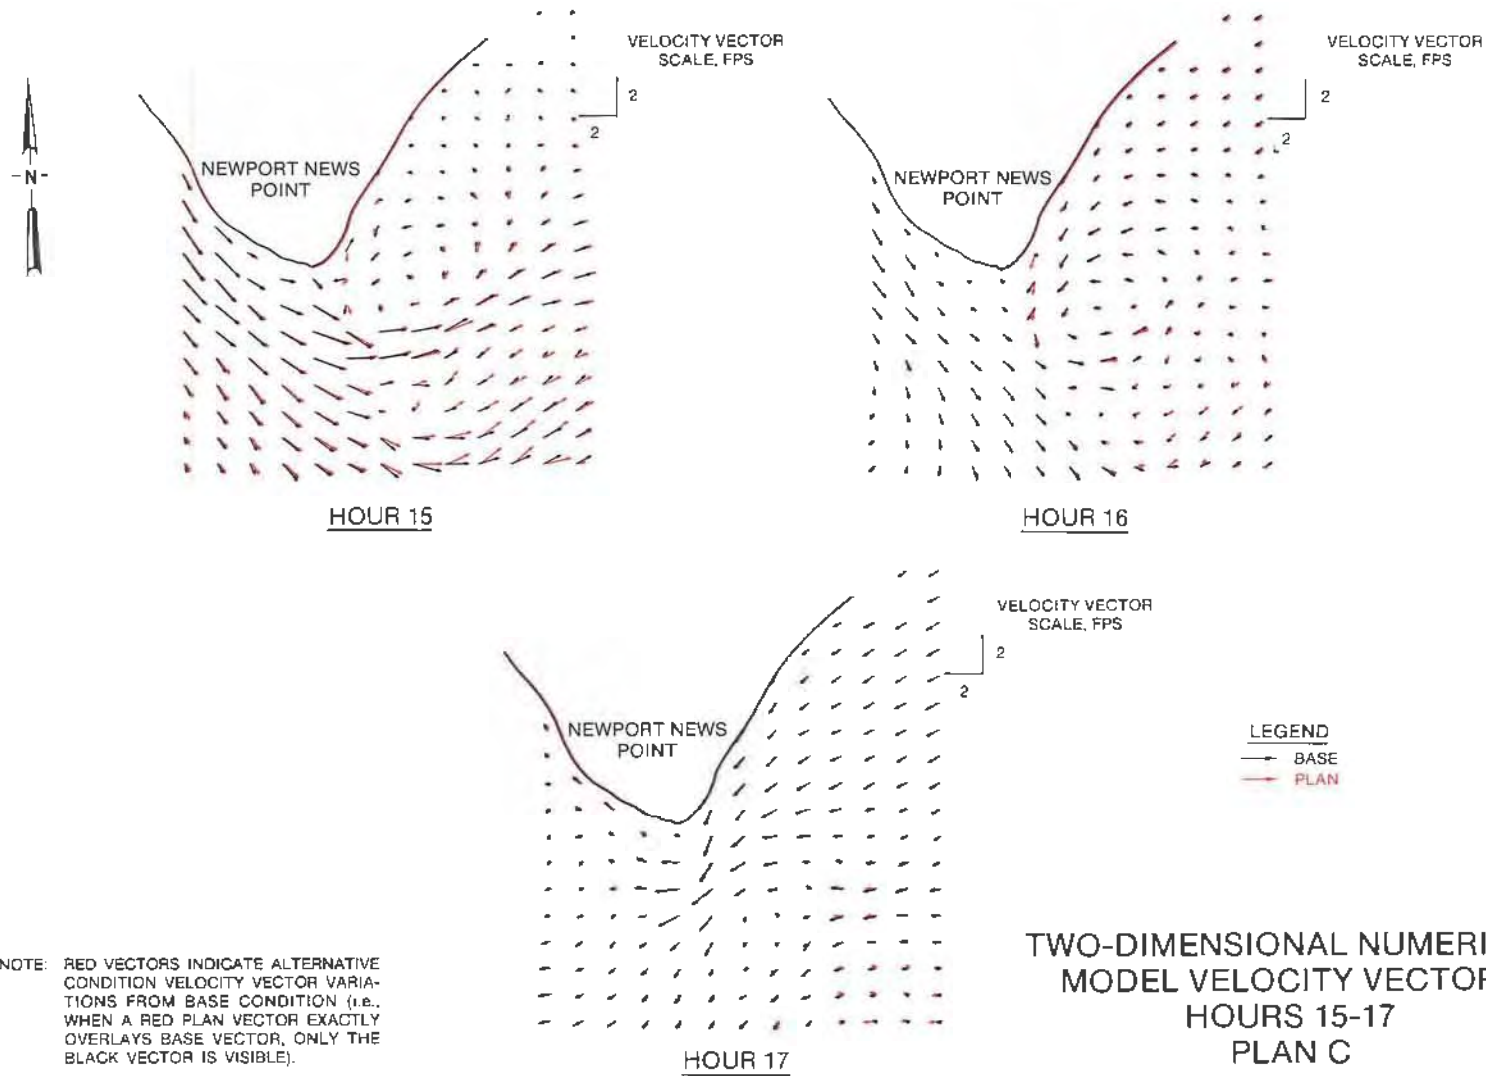 VELOCITY VECTOR
SCALE, FPS
2
2
-N-
NEWPORT NEWS
POINT
HOUR 15
VELOCITY VECTOR
SCALE, FPS
2
2
NEWPORT NEWS
POINT
HOUR 16
VELOCITY VECTOR
SCALE, FPS
2
2
NEWPORT NEWS
POINT
HOUR 17
LEGEND
BASE
PLAN
NOTE: RED VECTORS INDICATE ALTERNATIVE
CONDITION VELOCITY VECTOR VARIA-
TIONS FROM BASE CONDITION (i.e.,
WHEN A RED PLAN VECTOR EXACTLY
OVERLAYS BASE VECTOR, ONLY THE
BLACK VECTOR IS VISIBLE).
TWO-DIMENSIONAL NUMERI
MODEL VELOCITY VECTOR
HOURS 15-17
PLAN C